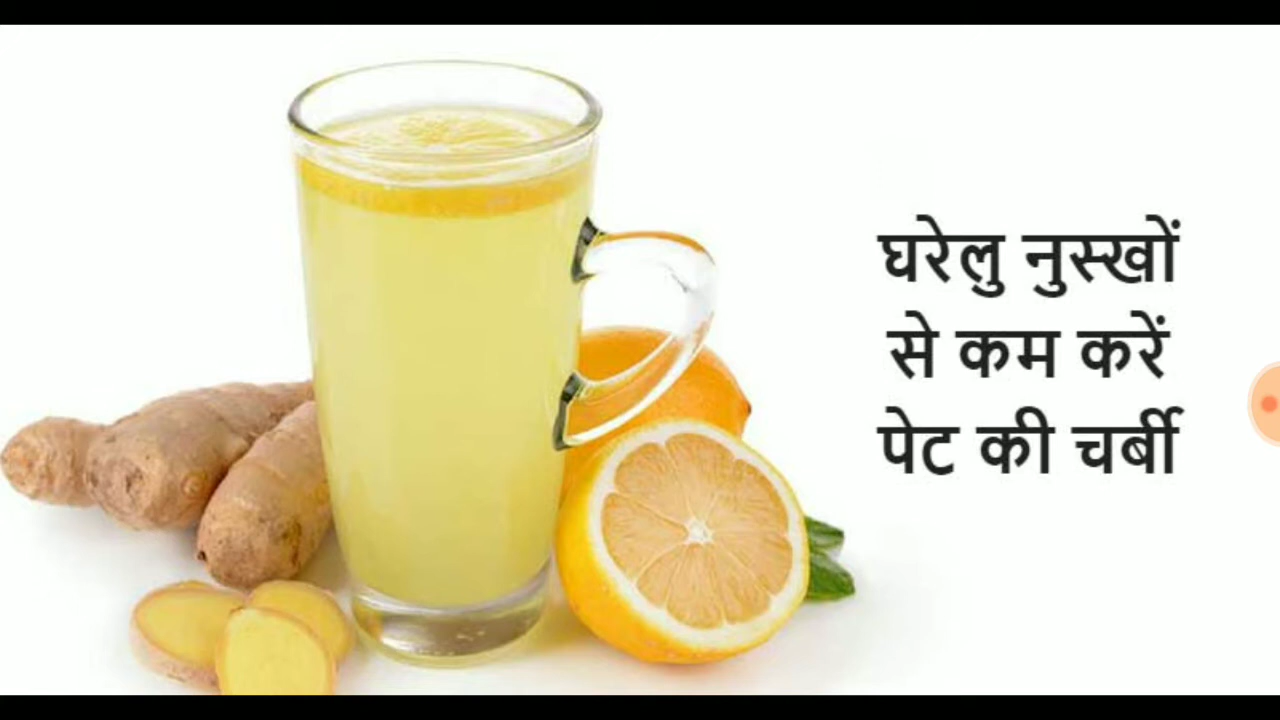 घरेलु नुस्खों
से कम करें
पेट की चर्बी